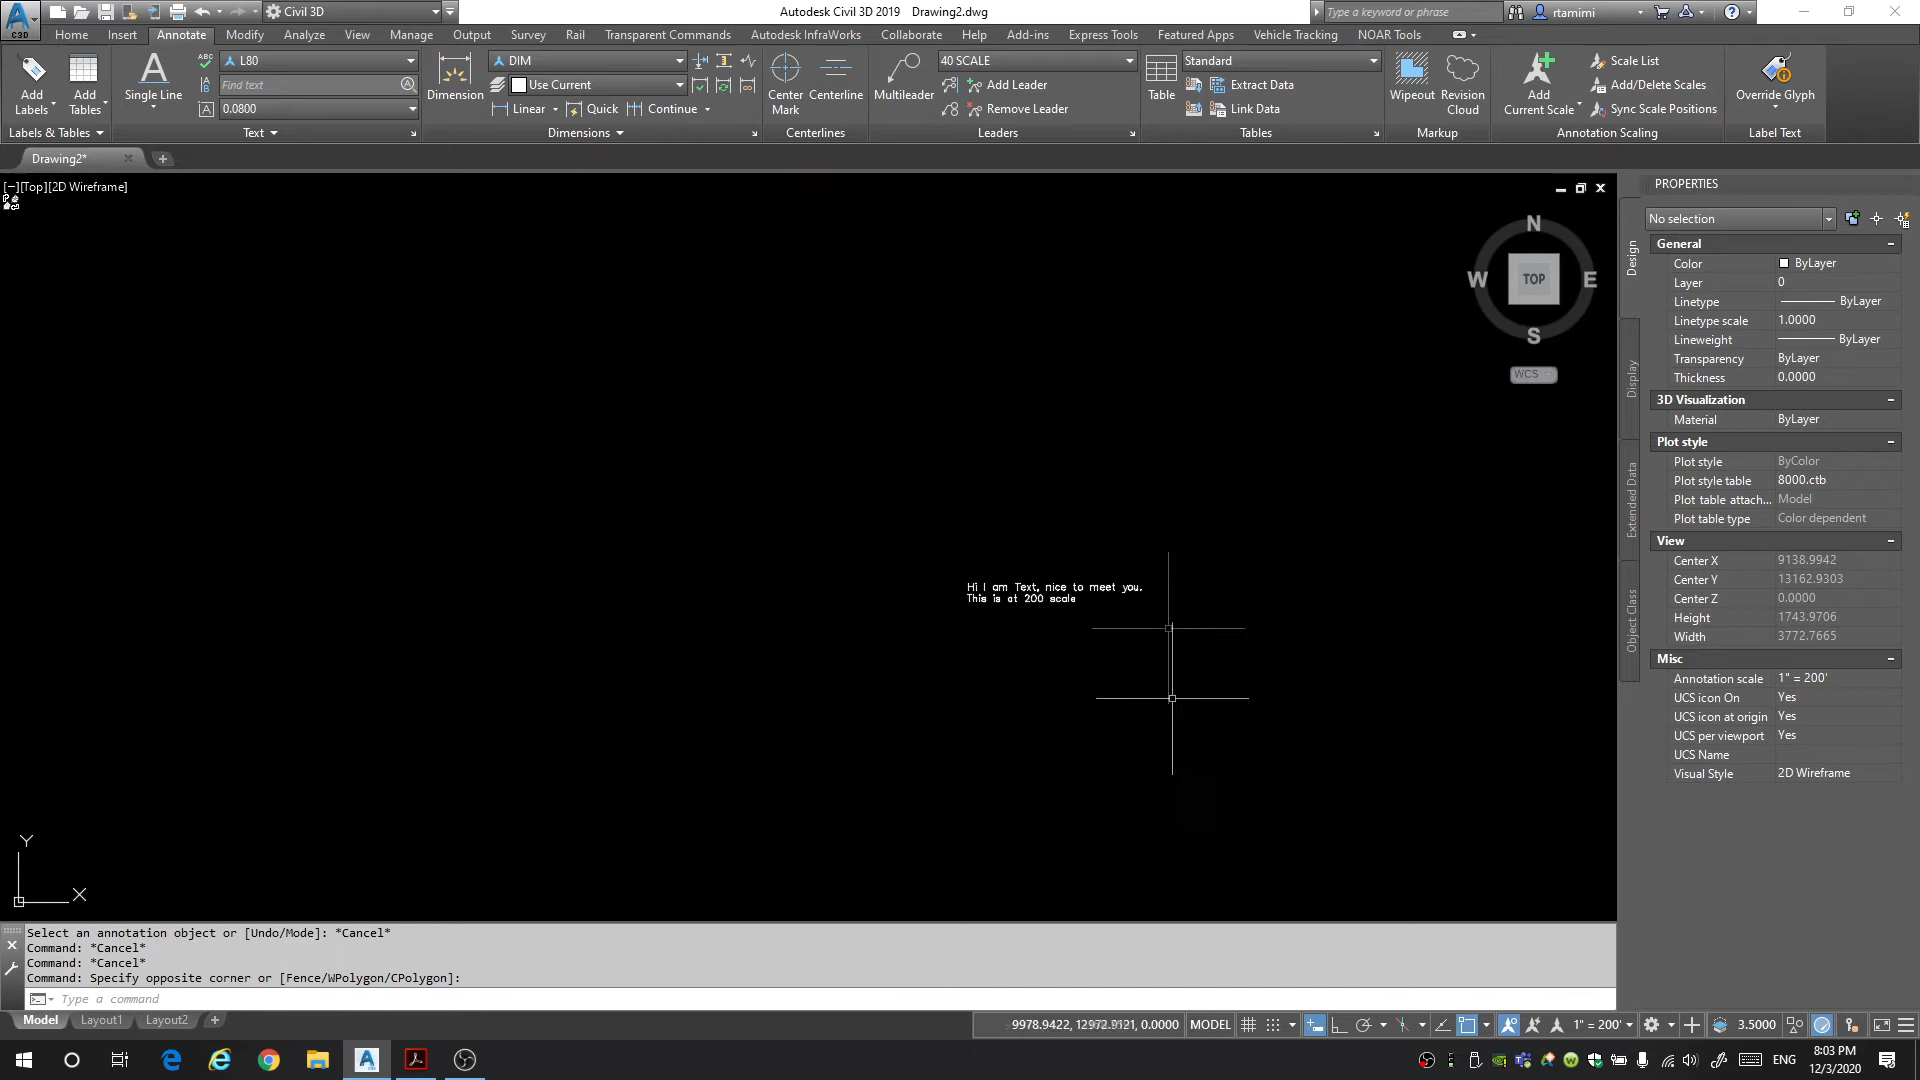 C3D
Civil 3D
Autodesk Civil 3D 2019 Drawing2.dwg
Type a keyword or phrase
rtamimi
Home Insert Annotate Modify Analyze View Manage Output Survey Rail Transparent Commands Autodesk InfraWorks Collaborate Help Add-ins Express Tools Featured Apps Vehicle Tracking NOAR Tools
Add Labels
Add Tables
Labels & Tables
Single Line
ABC
L80
Find text
0.0800
Text
Dimension
DIM
Use Current
Linear Quick Continue
Dimensions
Center Mark
Centerline
Centerlines
Multileader
40 SCALE
Add Leader
Remove Leader
Leaders
Table
Standard
Extract Data
Link Data
Tables
Wipeout
Revision Cloud
Markup
Add Current Scale
Scale List
Add/Delete Scales
Sync Scale Positions
Annotation Scaling
Override Glyph
Label Text
Drawing2*
[−][Top][2D Wireframe]
N
W TOP E
S
WCS
Hi I am Text, nice to meet you.
This is at 200 scale
Y
X
PROPERTIES
No selection
Design
Display
Extended Data
Object Class
General
Color ByLayer
Layer 0
Linetype ByLayer
Linetype scale 1.0000
Lineweight ByLayer
Transparency ByLayer
Thickness 0.0000
3D Visualization
Material ByLayer
Plot style
Plot style ByColor
Plot style table 8000.ctb
Plot table attach... Model
Plot table type Color dependent
View
Center X 9138.9942
Center Y 13162.9303
Center Z 0.0000
Height 1743.9706
Width 3772.7665
Misc
Annotation scale 1" = 200'
UCS icon On Yes
UCS icon at origin Yes
UCS per viewport Yes
UCS Name
Visual Style 2D Wireframe
Select an annotation object or [Undo/Mode]: *Cancel*
Command: *Cancel*
Command: *Cancel*
Command: Specify opposite corner or [Fence/WPolygon/CPolygon]:
Type a command
Model Layout1 Layout2
MODEL
1" = 200'
3.5000
ENG
8:03 PM
12/3/2020